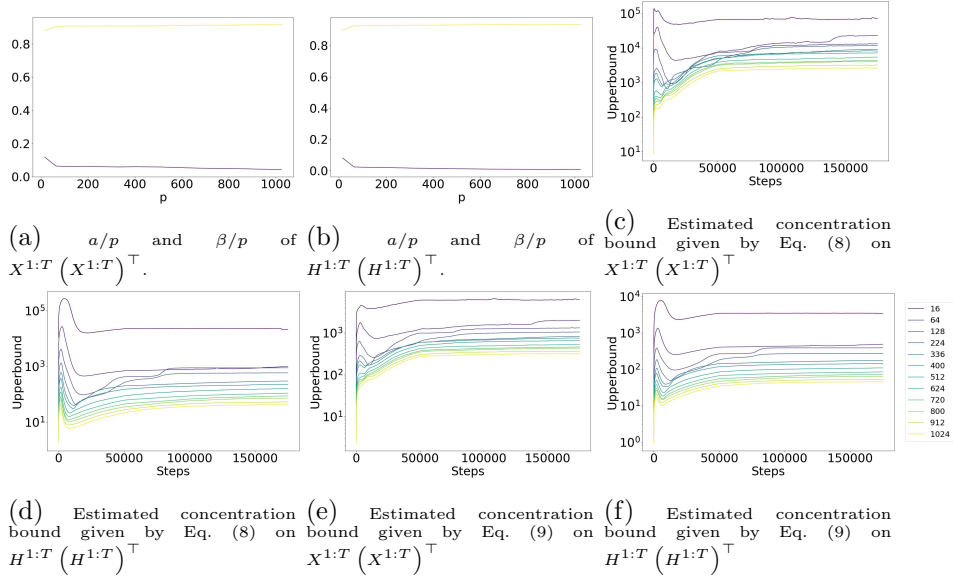 0.8
0.6
0.4
0.2
0.0
0 200 400 600 800 1000
p
0.8
0.6
0.4
0.2
0.0
0 200 400 600 800 1000
p
Upperbound
10^5
10^4
10^3
10^2
10^1
0 50000 100000 150000
Steps
(a) a/p and β/p of
X^{1:T} (X^{1:T})^⊤.
(b) a/p and β/p of
H^{1:T} (H^{1:T})^⊤.
(c) Estimated concentration
bound given by Eq. (8) on
X^{1:T} (X^{1:T})^⊤
Upperbound
10^5
10^3
10^1
0 50000 100000 150000
Steps
Upperbound
10^3
10^2
10^1
0 50000 100000 150000
Steps
Upperbound
10^4
10^3
10^2
10^1
10^0
0 50000 100000 150000
Steps
16
64
128
224
336
400
512
624
720
800
912
1024
(d) Estimated concentration
bound given by Eq. (8) on
H^{1:T} (H^{1:T})^⊤
(e) Estimated concentration
bound given by Eq. (9) on
X^{1:T} (X^{1:T})^⊤
(f) Estimated concentration
bound given by Eq. (9) on
H^{1:T} (H^{1:T})^⊤